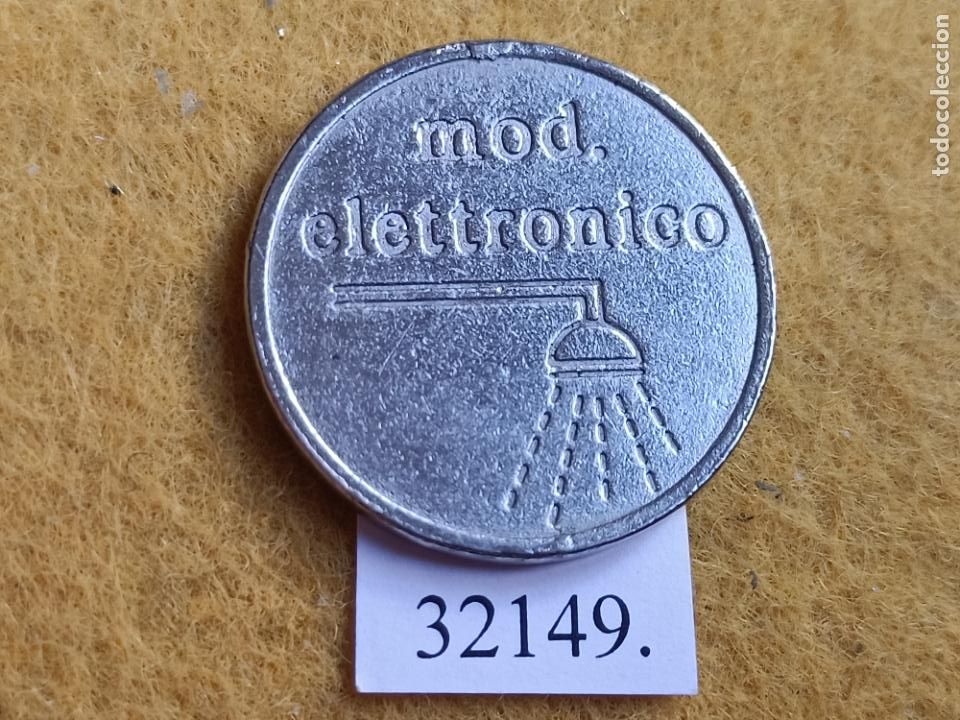 mod.
elettronico
32149.
todocoleccion